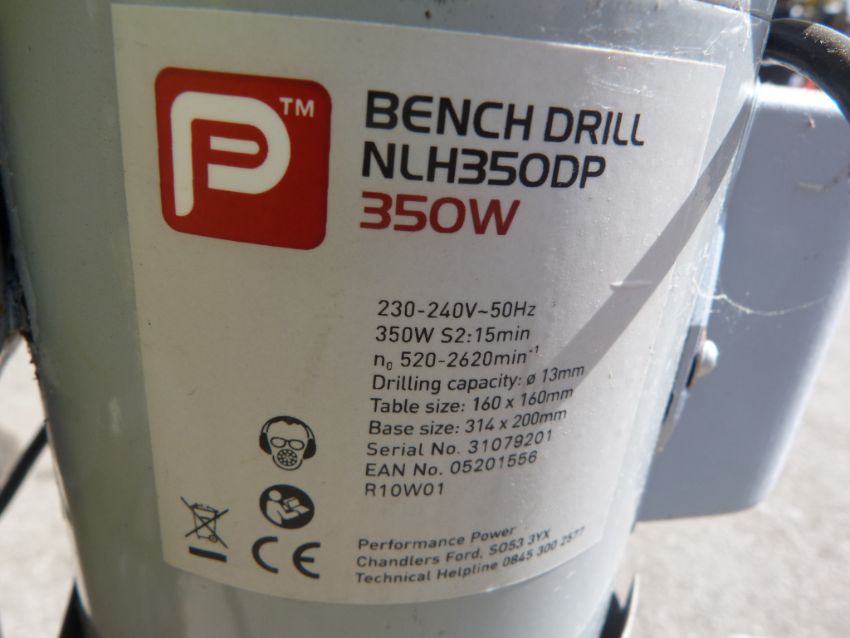 P™
BENCH DRILL
NLH350DP
350W
230-240V~50Hz
350W S2:15min
n₀ 520-2620min⁻¹
Drilling capacity: ø 13mm
Table size: 160 x 160mm
Base size: 314 x 200mm
Serial No. 31079201
EAN No. 05201556
R10W01
CE
Performance Power
Chandlers Ford, SO53 3YX
Technical Helpline 0845 300 2577